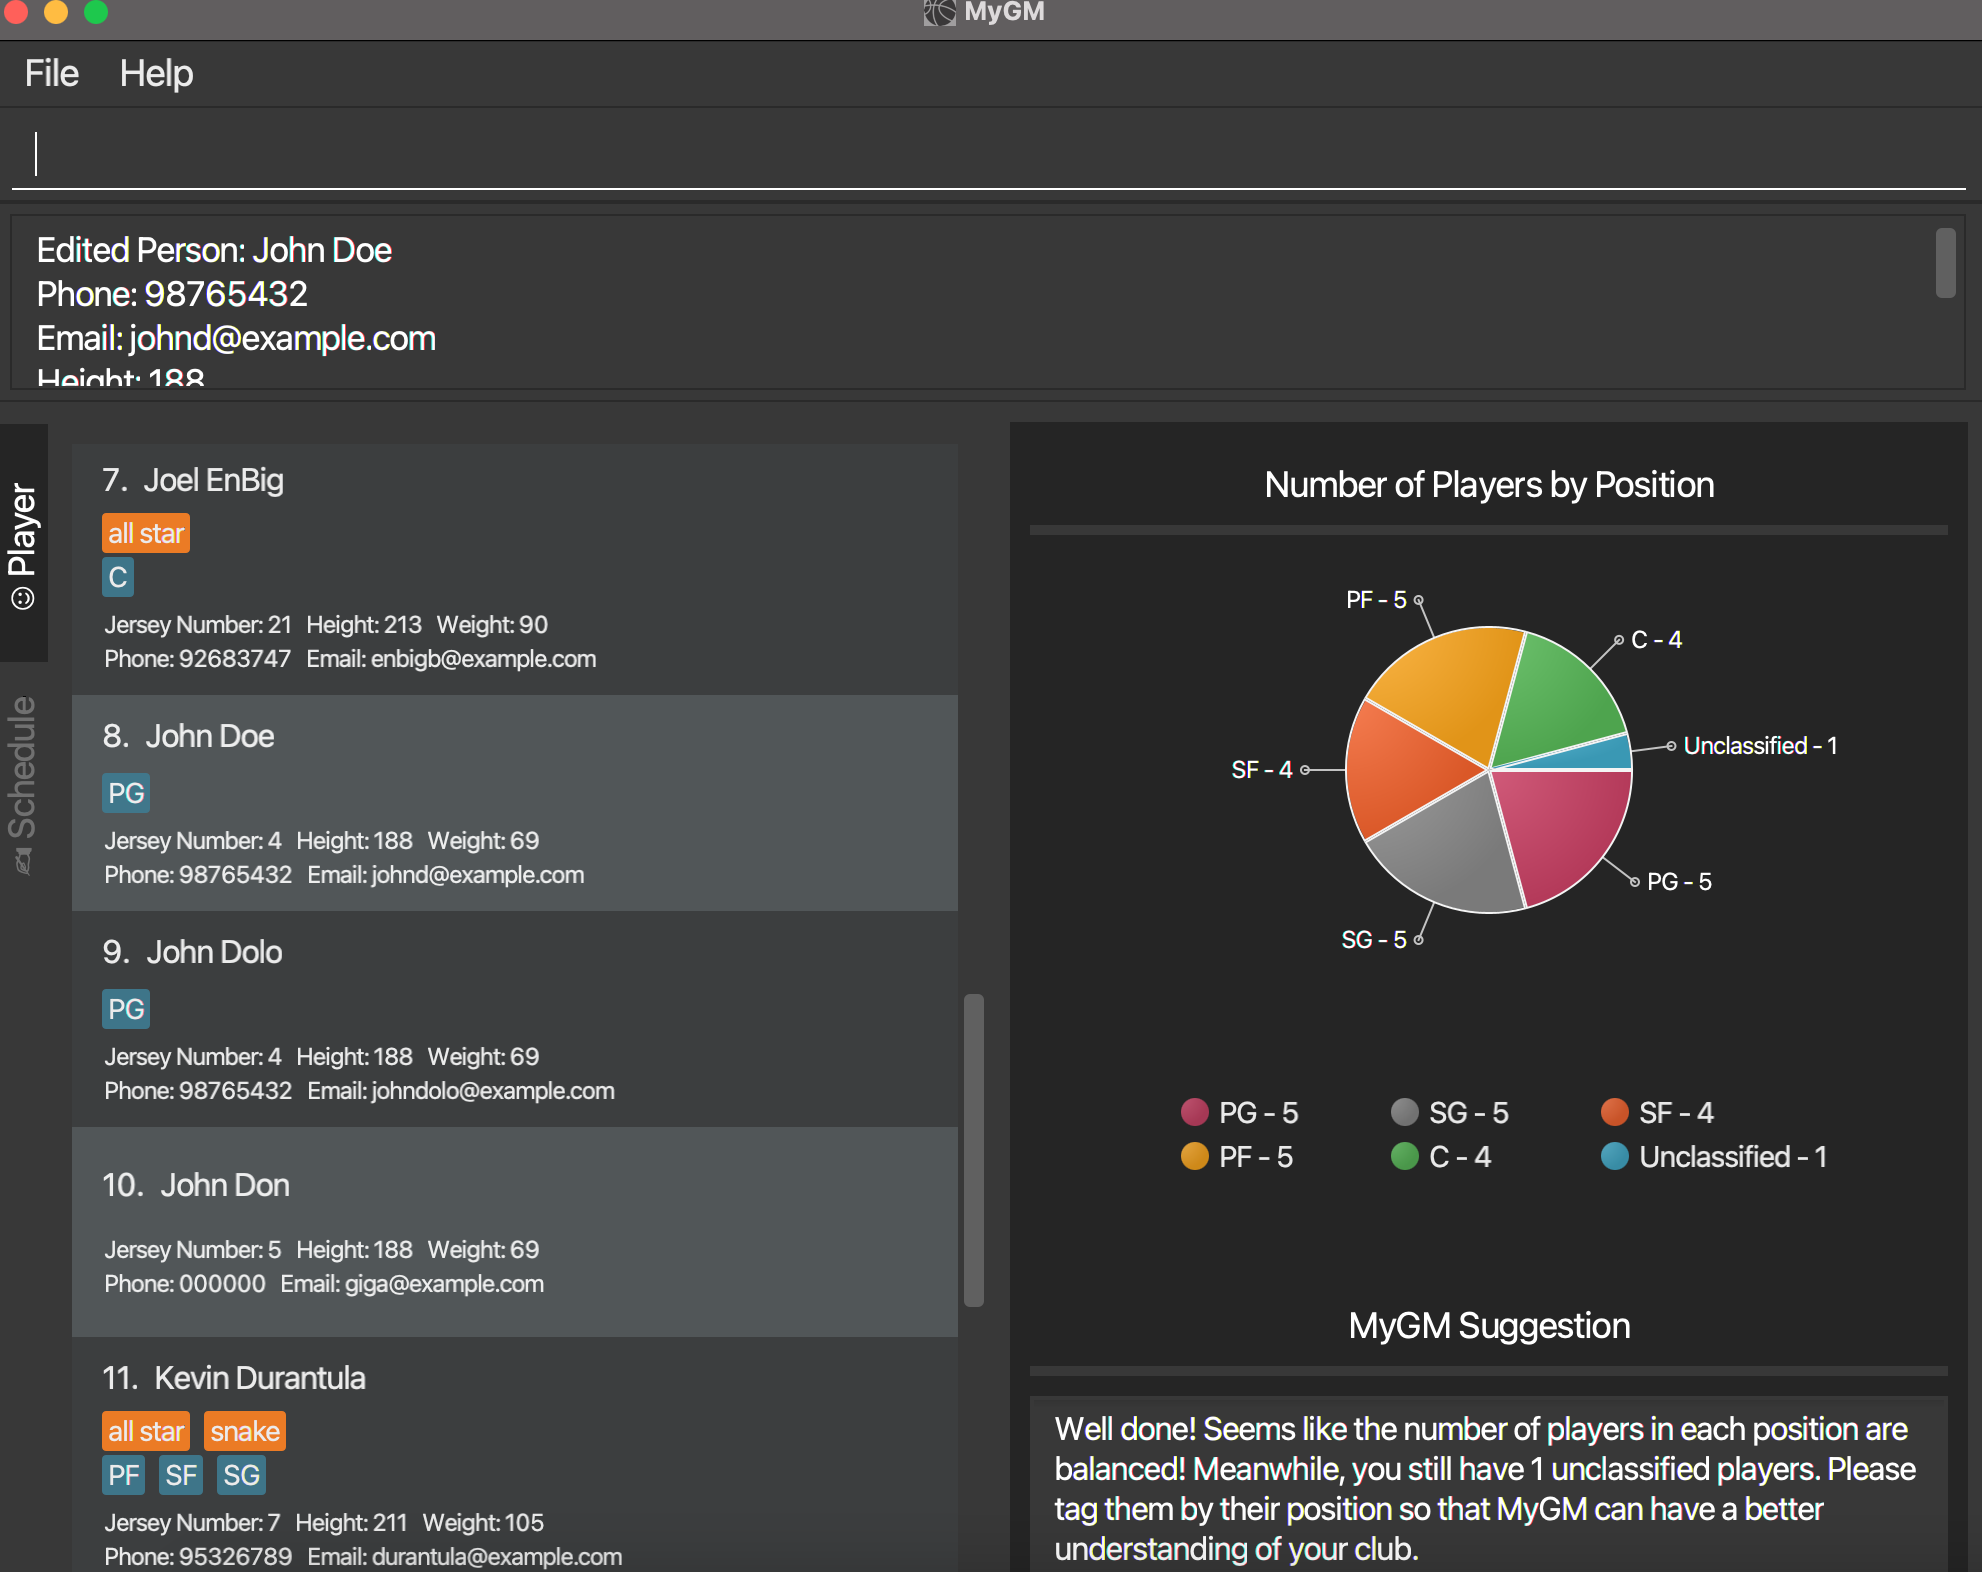 MyGM
File Help
Edited Person: John Doe
Phone: 98765432
Email: johnd@example.com
Height: 188
Player
Schedule
7. Joel EnBig
all star
C
Jersey Number: 21 Height: 213 Weight: 90
Phone: 92683747 Email: enbigb@example.com
8. John Doe
PG
Jersey Number: 4 Height: 188 Weight: 69
Phone: 98765432 Email: johnd@example.com
9. John Dolo
PG
Jersey Number: 4 Height: 188 Weight: 69
Phone: 98765432 Email: johndolo@example.com
10. John Don
Jersey Number: 5 Height: 188 Weight: 69
Phone: 000000 Email: giga@example.com
11. Kevin Durantula
all star snake
PF SF SG
Jersey Number: 7 Height: 211 Weight: 105
Phone: 95326789 Email: durantula@example.com
Number of Players by Position
PF - 5
C - 4
Unclassified - 1
SF - 4
PG - 5
SG - 5
PG - 5 SG - 5 SF - 4
PF - 5 C - 4 Unclassified - 1
MyGM Suggestion
Well done! Seems like the number of players in each position are
balanced! Meanwhile, you still have 1 unclassified players. Please
tag them by their position so that MyGM can have a better
understanding of your club.